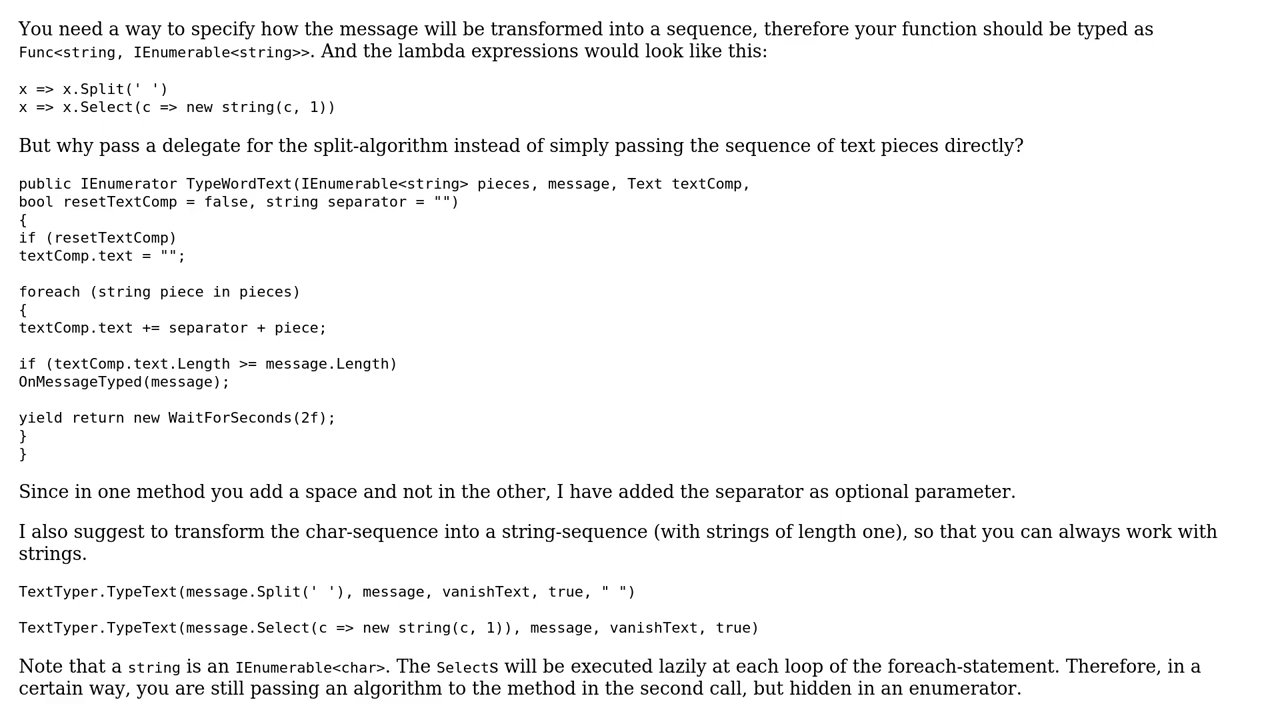 You need a way to specify how the message will be transformed into a sequence, therefore your function should be typed as
Func<string, IEnumerable<string>>. And the lambda expressions would look like this:
x => x.Split(' ')
x => x.Select(c => new string(c, 1))
But why pass a delegate for the split-algorithm instead of simply passing the sequence of text pieces directly?
public IEnumerator TypeWordText(IEnumerable<string> pieces, message, Text textComp,
bool resetTextComp = false, string separator = "")
{
if (resetTextComp)
textComp.text = "";
foreach (string piece in pieces)
{
textComp.text += separator + piece;
if (textComp.text.Length >= message.Length)
OnMessageTyped(message);
yield return new WaitForSeconds(2f);
}
}
Since in one method you add a space and not in the other, I have added the separator as optional parameter.
I also suggest to transform the char-sequence into a string-sequence (with strings of length one), so that you can always work with
strings.
TextTyper.TypeText(message.Split(' '), message, vanishText, true, " ")
TextTyper.TypeText(message.Select(c => new string(c, 1)), message, vanishText, true)
Note that a string is an IEnumerable<char>. The Selects will be executed lazily at each loop of the foreach-statement. Therefore, in a
certain way, you are still passing an algorithm to the method in the second call, but hidden in an enumerator.